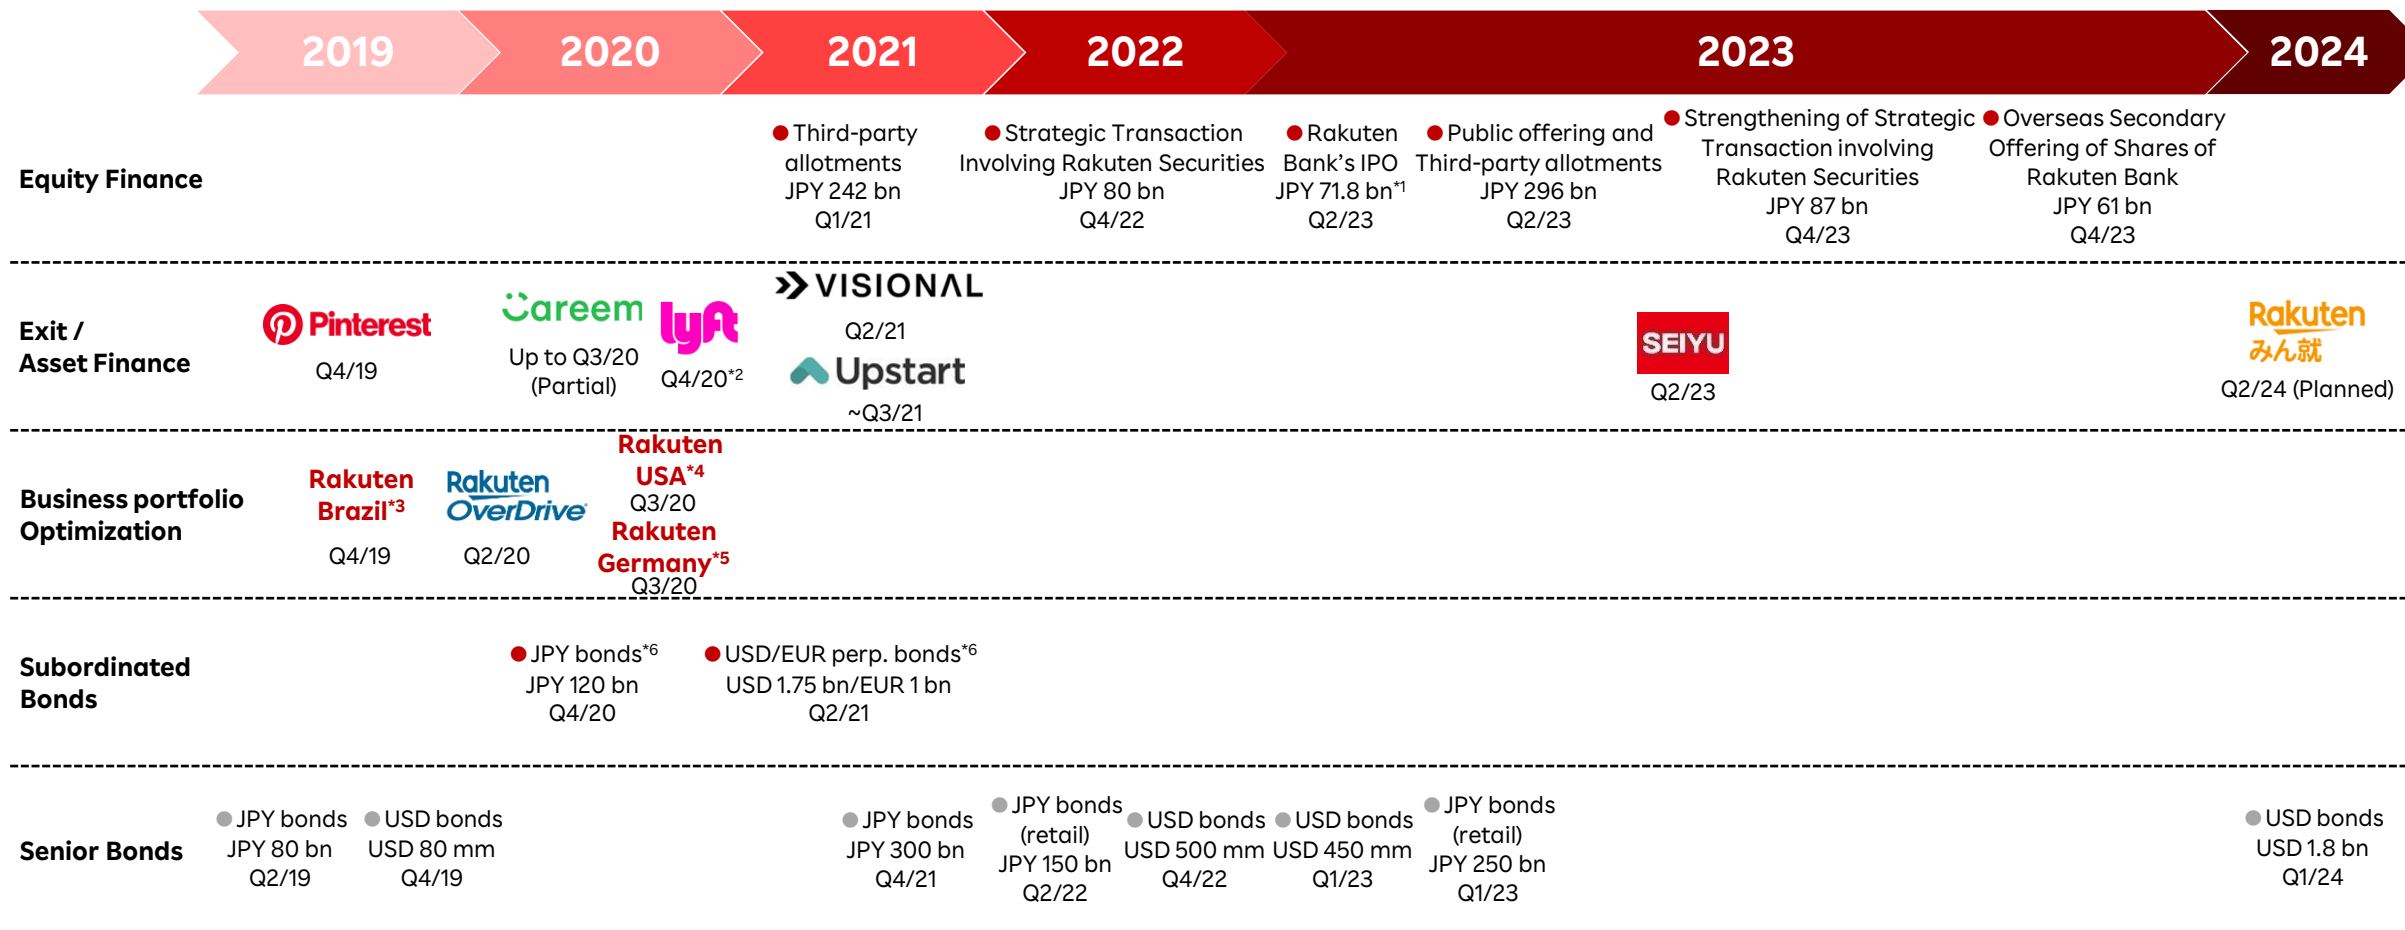 2019
2020
2021
2022
2023
2024
Equity Finance
● Third-party
allotments
JPY 242 bn
Q1/21
● Strategic Transaction
Involving Rakuten Securities
JPY 80 bn
Q4/22
● Rakuten
Bank's IPO
JPY 71.8 bn*1
Q2/23
● Public offering and
Third-party allotments
JPY 296 bn
Q2/23
● Strengthening of Strategic
Transaction involving
Rakuten Securities
JPY 87 bn
Q4/23
● Overseas Secondary
Offering of Shares of
Rakuten Bank
JPY 61 bn
Q4/23
Exit /
Asset Finance
Pinterest
Q4/19
Careem
Up to Q3/20
(Partial)
lyft
Q4/20*2
VISIONAL
Q2/21
Upstart
~Q3/21
SEIYU
Q2/23
Rakuten
みん就
Q2/24 (Planned)
Business portfolio
Optimization
Rakuten
Brazil*3
Q4/19
Rakuten
OverDrive
Q2/20
Rakuten
USA*4
Q3/20
Rakuten
Germany*5
Q3/20
Subordinated
Bonds
● JPY bonds*6
JPY 120 bn
Q4/20
● USD/EUR perp. bonds*6
USD 1.75 bn/EUR 1 bn
Q2/21
Senior Bonds
● JPY bonds
JPY 80 bn
Q2/19
● USD bonds
USD 80 mm
Q4/19
● JPY bonds
JPY 300 bn
Q4/21
● JPY bonds
(retail)
JPY 150 bn
Q2/22
● USD bonds
USD 500 mm
Q4/22
● USD bonds
USD 450 mm
Q1/23
● JPY bonds
(retail)
JPY 250 bn
Q1/23
● USD bonds
USD 1.8 bn
Q1/24